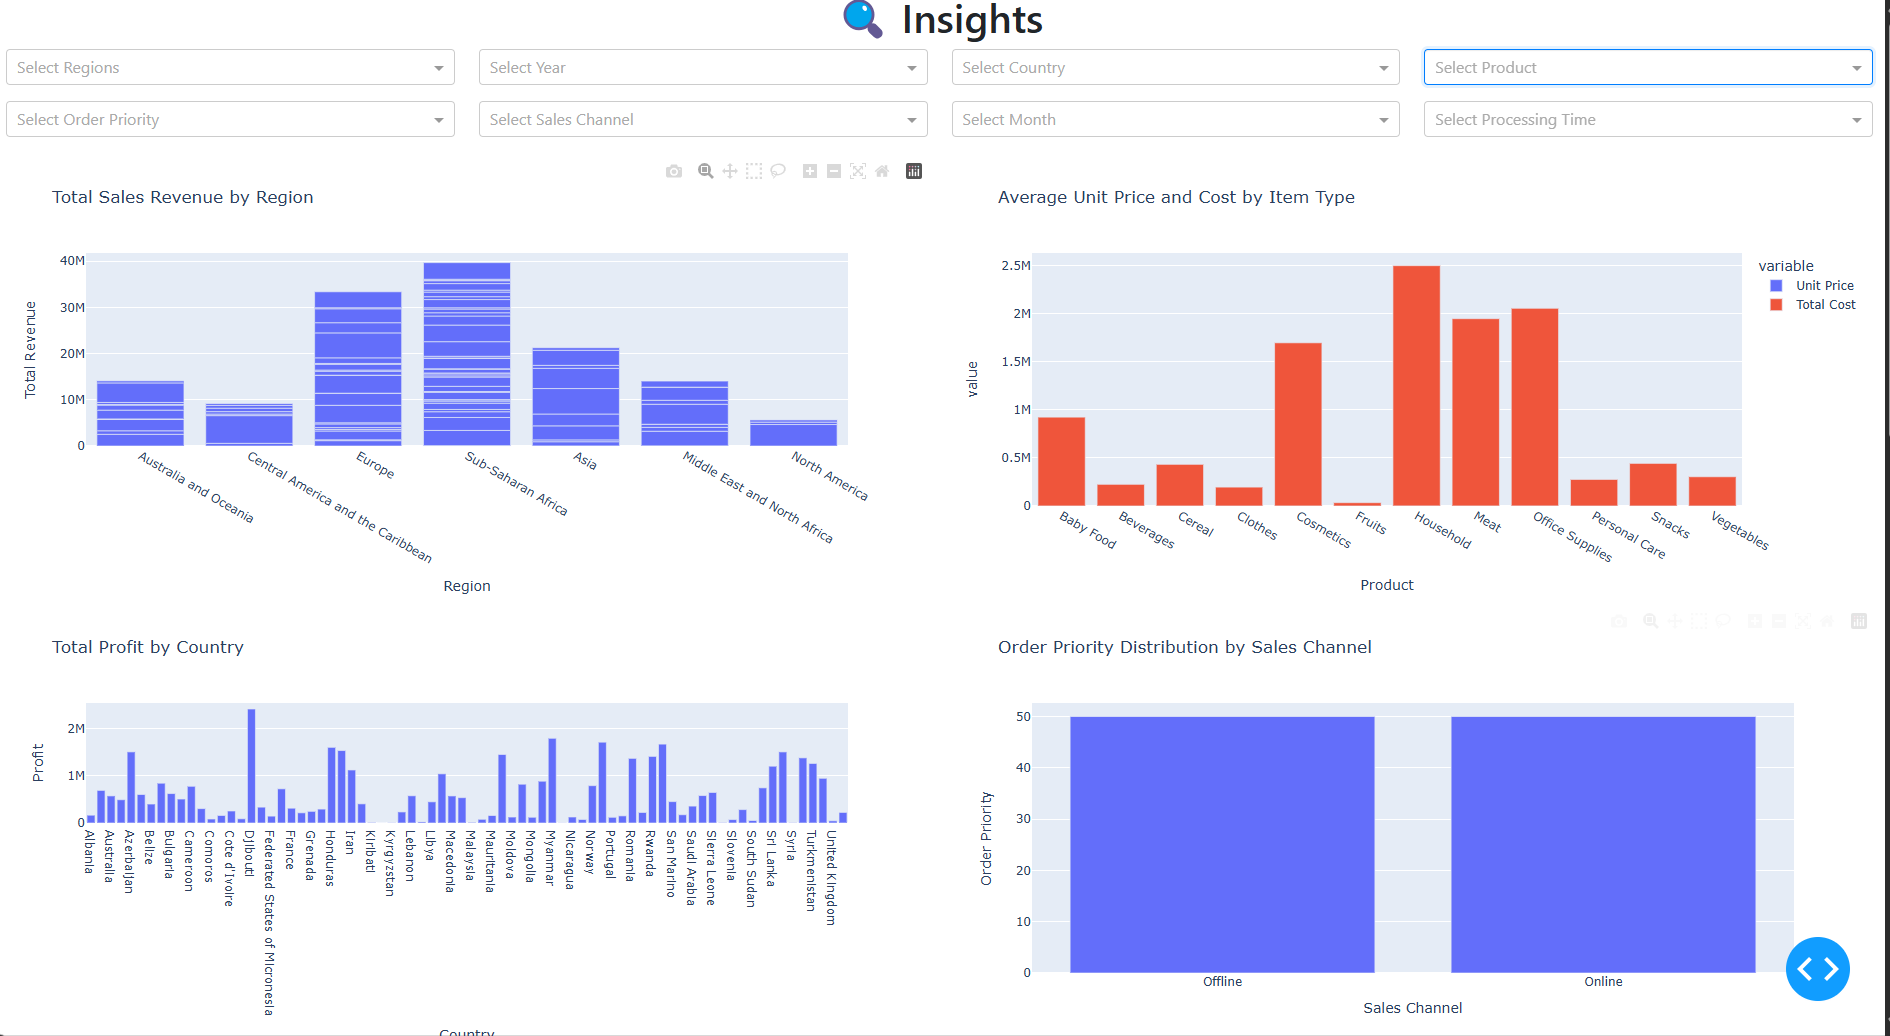 Insights
Select Regions
Select Year
Select Country
Select Product
Select Order Priority
Select Sales Channel
Select Month
Select Processing Time
Total Sales Revenue by Region
Total Revenue
40M
30M
20M
10M
0
Australia and Oceania
Central America and the Caribbean
Europe
Sub-Saharan Africa
Asia
Middle East and North Africa
North America
Region
Average Unit Price and Cost by Item Type
value
2.5M
2M
1.5M
1M
0.5M
0
Baby Food
Beverages
Cereal
Clothes
Cosmetics
Fruits
Household
Meat
Office Supplies
Personal Care
Snacks
Vegetables
Product
variable
Unit Price
Total Cost
Total Profit by Country
Profit
2M
1M
0
Albania
Australia
Azerbaijan
Belize
Bulgaria
Cameroon
Comoros
Cote d'Ivoire
Djibouti
Federated States of Micronesia
France
Grenada
Honduras
Iran
Kiribati
Kyrgyzstan
Lebanon
Libya
Macedonia
Malaysia
Mauritania
Moldova
Mongolia
Myanmar
Nicaragua
Norway
Portugal
Romania
Rwanda
San Marino
Saudi Arabia
Sierra Leone
Slovenia
South Sudan
Sri Lanka
Syria
Turkmenistan
United Kingdom
Country
Order Priority Distribution by Sales Channel
Order Priority
50
40
30
20
10
0
Offline
Online
Sales Channel